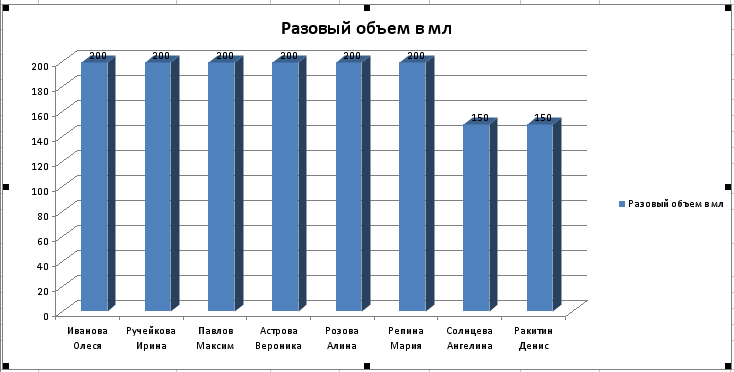 Разовый объем в мл
200 200 200 200 200 200
200
180
160
140
120
100
80
60
40
20
0
150 150
Разовый объем в мл
Иванова Ручейкова Павлов Астрова Розова Репина Солнцева Ракитин
Олеся Ирина Максим Вероника Алина Мария Ангелина Денис